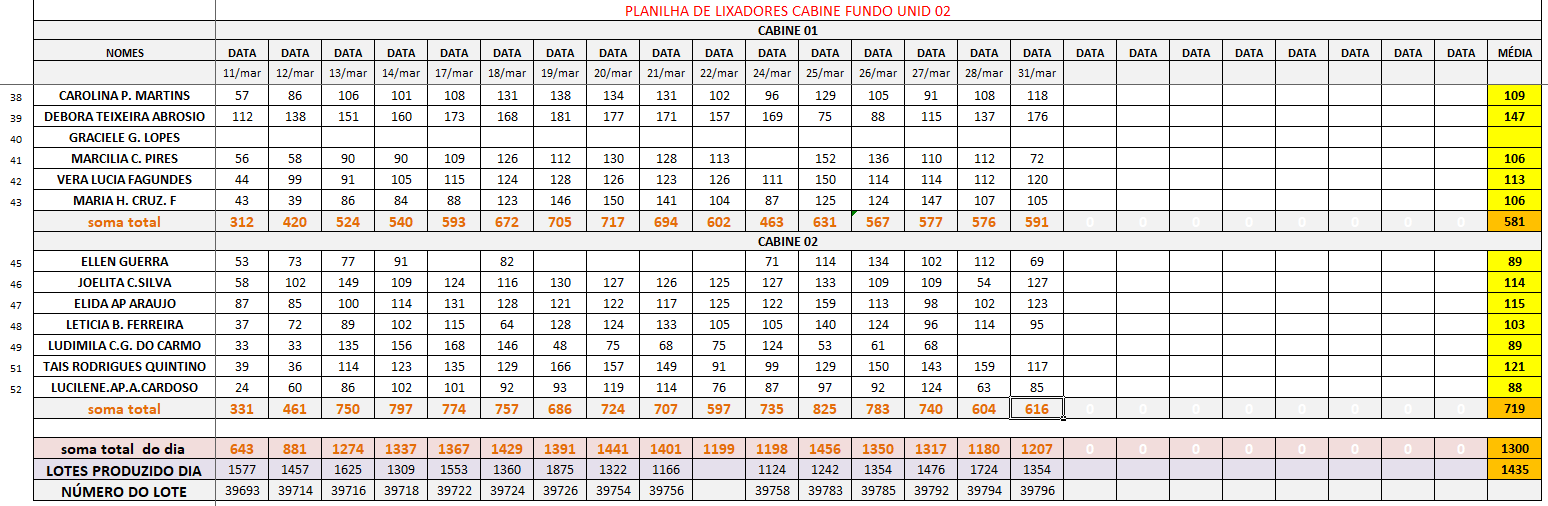 PLANILHA DE LIXADORES CABINE FUNDO UNID 02
CABINE 01
NOMES DATA DATA DATA DATA DATA DATA DATA DATA DATA DATA DATA DATA DATA DATA DATA DATA DATA DATA DATA DATA DATA DATA DATA DATA MÉDIA
11/mar 12/mar 13/mar 14/mar 17/mar 18/mar 19/mar 20/mar 21/mar 22/mar 24/mar 25/mar 26/mar 27/mar 28/mar 31/mar
38 CAROLINA P. MARTINS 57 86 106 101 108 131 138 134 131 102 96 129 105 91 108 118 109
39 DEBORA TEIXEIRA ABROSIO 112 138 151 160 173 168 181 177 171 157 169 75 88 115 137 176 147
40 GRACIELE G. LOPES
41 MARCILIA C. PIRES 56 58 90 90 109 126 112 130 128 113 152 136 110 112 72 106
42 VERA LUCIA FAGUNDES 44 99 91 105 115 124 128 126 123 126 111 150 114 114 112 120 113
43 MARIA H. CRUZ. F 43 39 86 84 88 123 146 150 141 104 87 125 124 147 107 105 106
soma total 312 420 524 540 593 672 705 717 694 602 463 631 567 577 576 591 0 0 0 0 0 0 0 0 581
CABINE 02
45 ELLEN GUERRA 53 73 77 91 82 71 114 134 102 112 69 89
46 JOELITA C.SILVA 58 102 149 109 124 116 130 127 126 125 127 133 109 109 54 127 114
47 ELIDA AP ARAUJO 87 85 100 114 131 128 121 122 117 125 122 159 113 98 102 123 115
48 LETICIA B. FERREIRA 37 72 89 102 115 64 128 124 133 105 105 140 124 96 114 95 103
49 LUDIMILA C.G. DO CARMO 33 33 135 156 168 146 48 75 68 75 124 53 61 68 89
51 TAIS RODRIGUES QUINTINO 39 36 114 123 135 129 166 157 149 91 99 129 150 143 159 117 121
52 LUCILENE.AP.A.CARDOSO 24 60 86 102 101 92 93 119 114 76 87 97 92 124 63 85 88
soma total 331 461 750 797 774 757 686 724 707 597 735 825 783 740 604 616 0 0 0 0 0 0 0 0 719
soma total do dia 643 881 1274 1337 1367 1429 1391 1441 1401 1199 1198 1456 1350 1317 1180 1207 0 0 0 0 0 0 0 0 1300
LOTES PRODUZIDO DIA 1577 1457 1625 1309 1553 1360 1875 1322 1166 1124 1242 1354 1476 1724 1354 1435
NÚMERO DO LOTE 39693 39714 39716 39718 39722 39724 39726 39754 39756 39758 39783 39785 39792 39794 39796